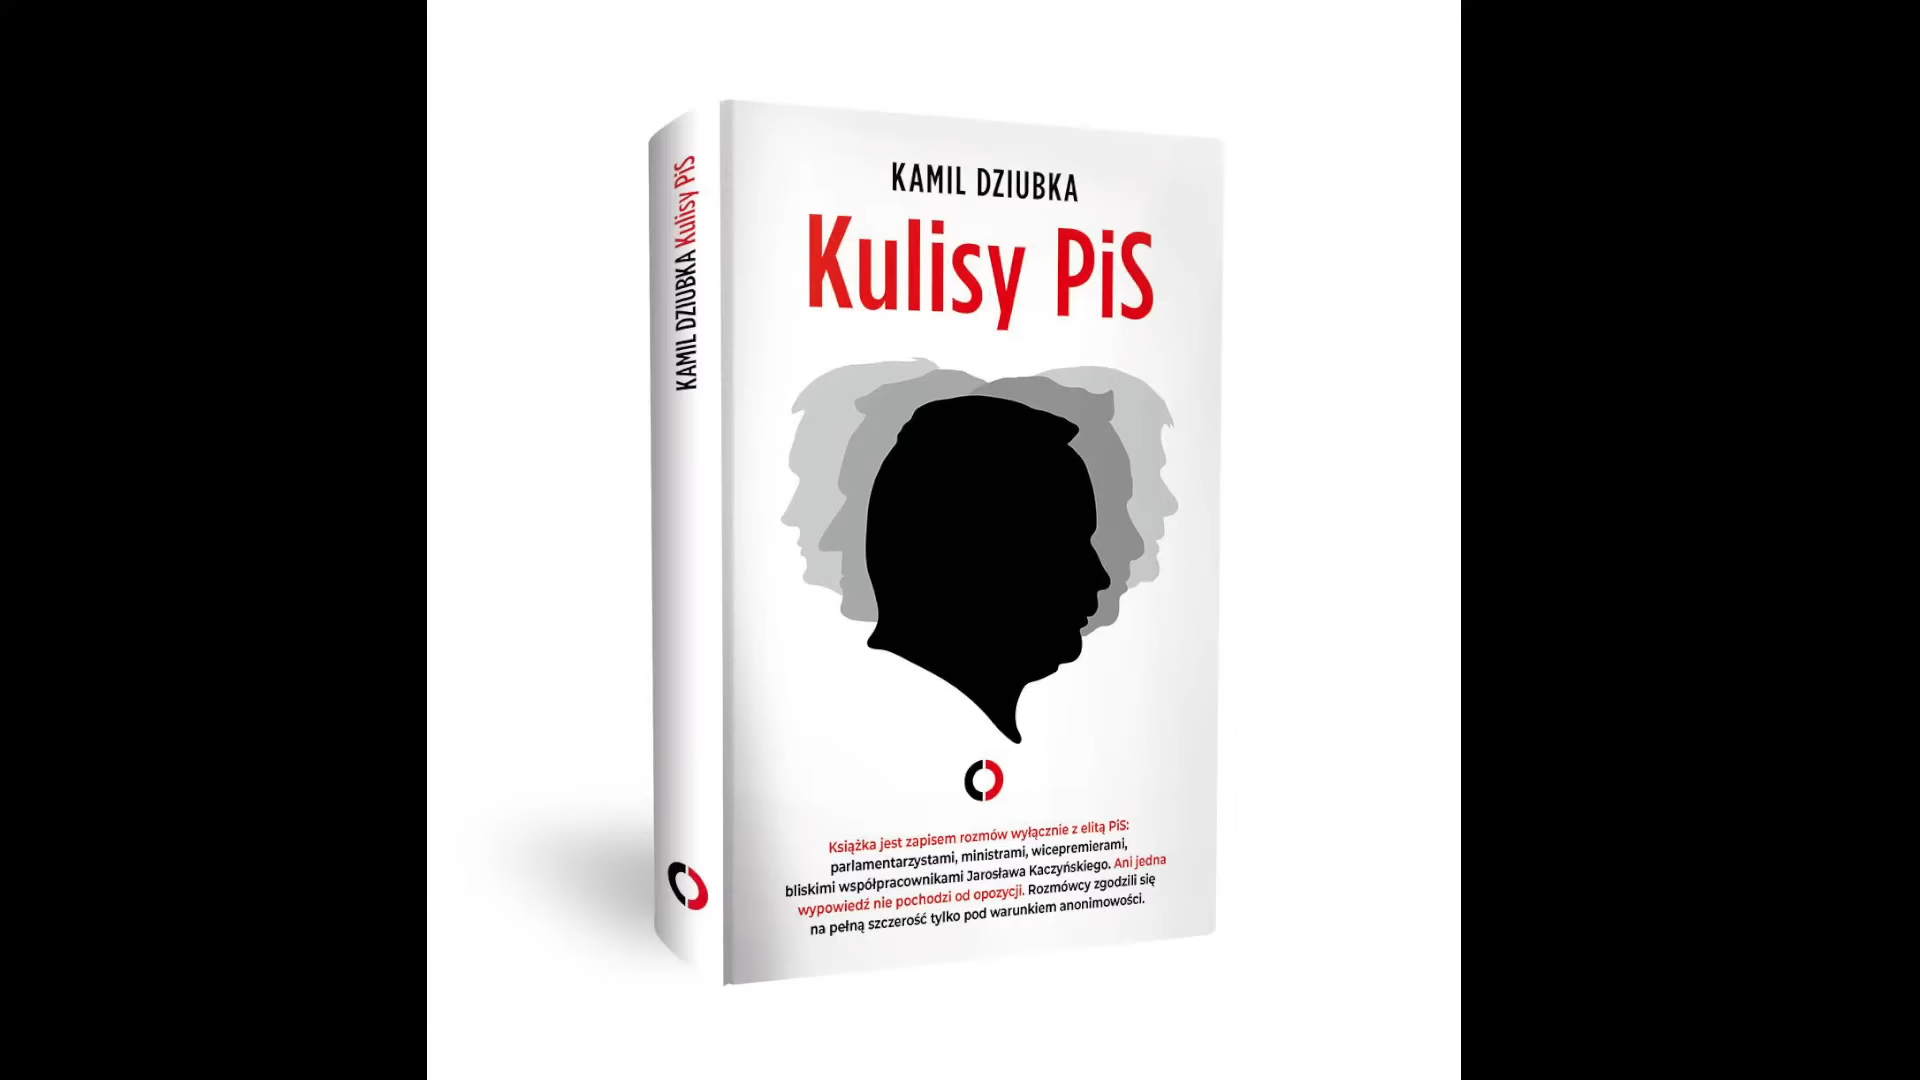 KAMIL DZIUBKA Kulisy PiS
KAMIL DZIUBKA
Kulisy PiS
Książka jest zapisem rozmów wyłącznie z elitą PiS:
parlamentarzystami, ministrami, wicepremierami,
bliskimi współpracownikami Jarosława Kaczyńskiego. Ani jedna
wypowiedź nie pochodzi od opozycji. Rozmówcy zgodzili się
na pełną szczerość tylko pod warunkiem anonimowości.